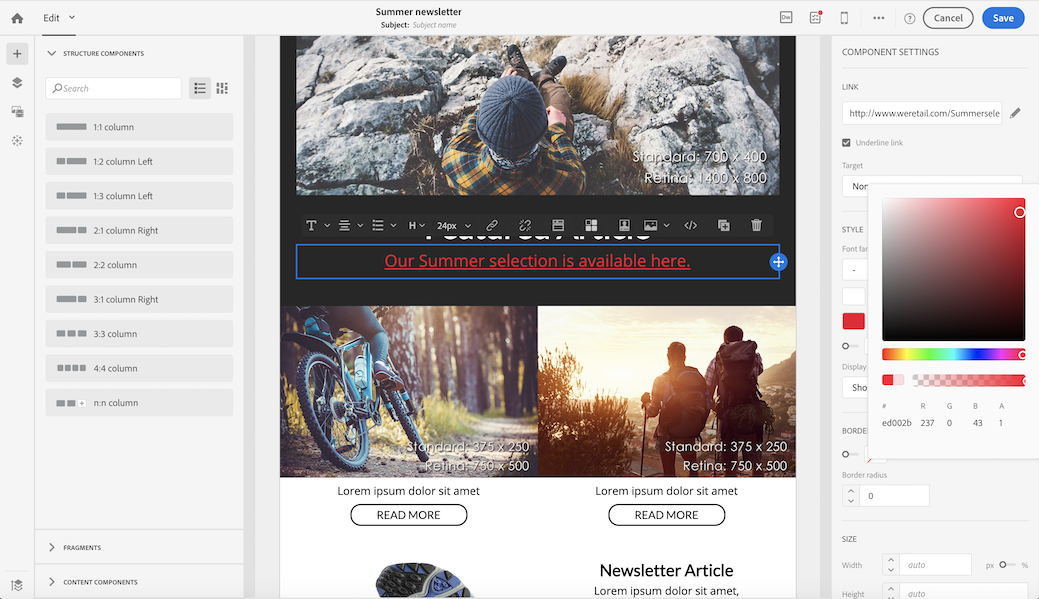 Edit
Summer newsletter
Subject: Subject name
Dw
Cancel
Save
STRUCTURE COMPONENTS
Search
1:1 column
1:2 column Left
1:3 column Left
2:1 column Right
2:2 column
3:1 column Right
3:3 column
4:4 column
n:n column
FRAGMENTS
CONTENT COMPONENTS
Standard: 700 x 400
Retina: 1400 x 800
T
H
24px
Featured Article
Our Summer selection is available here.
Standard: 375 x 250
Retina: 750 x 500
Standard: 375 x 250
Retina: 750 x 500
Lorem ipsum dolor sit amet
READ MORE
Lorem ipsum dolor sit amet
READ MORE
Newsletter Article
Lorem ipsum dolor sit amet,
COMPONENT SETTINGS
LINK
http://www.weretail.com/Summersele
Underline link
Target
Non
STYLE
Font far
-
Display
Sho
# R G B A
ed002b 237 0 43 1
BORDE
Border radius
0
SIZE
Width auto px %
Height auto